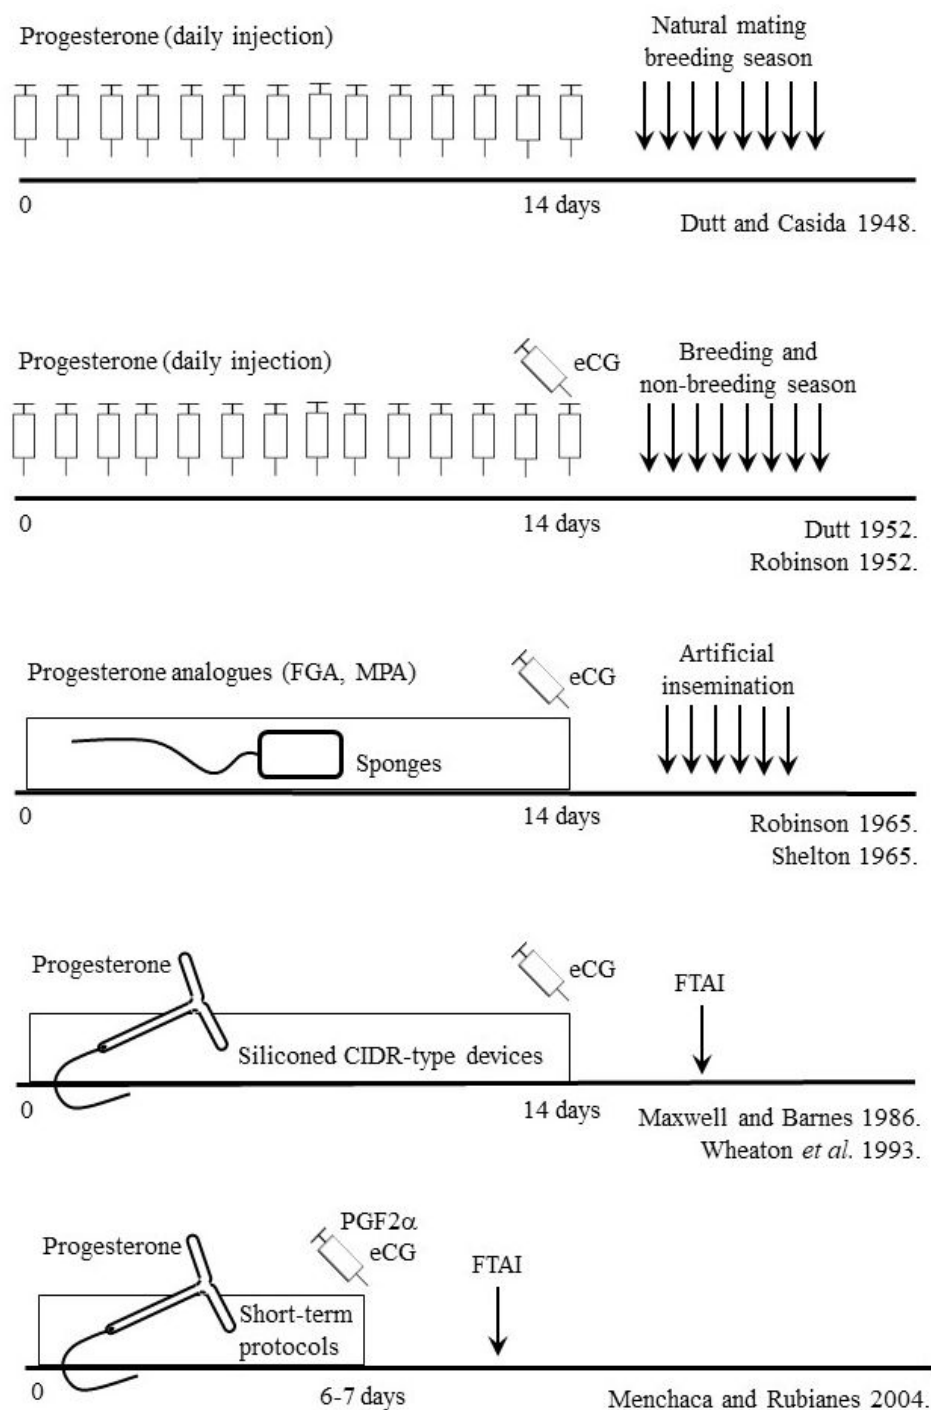 Progesterone (daily injection)
Natural mating
breeding season
0
14 days
Dutt and Casida 1948.
Progesterone (daily injection)
eCG
Breeding and
non-breeding season
0
14 days
Dutt 1952.
Robinson 1952.
Progesterone analogues (FGA, MPA)
eCG
Artificial
insemination
Sponges
0
14 days
Robinson 1965.
Shelton 1965.
Progesterone
eCG
FTAI
Siliconed CIDR-type devices
0
14 days
Maxwell and Barnes 1986.
Wheaton et al. 1993.
Progesterone
PGF2α
eCG
FTAI
Short-term
protocols
0
6-7 days
Menchaca and Rubianes 2004.